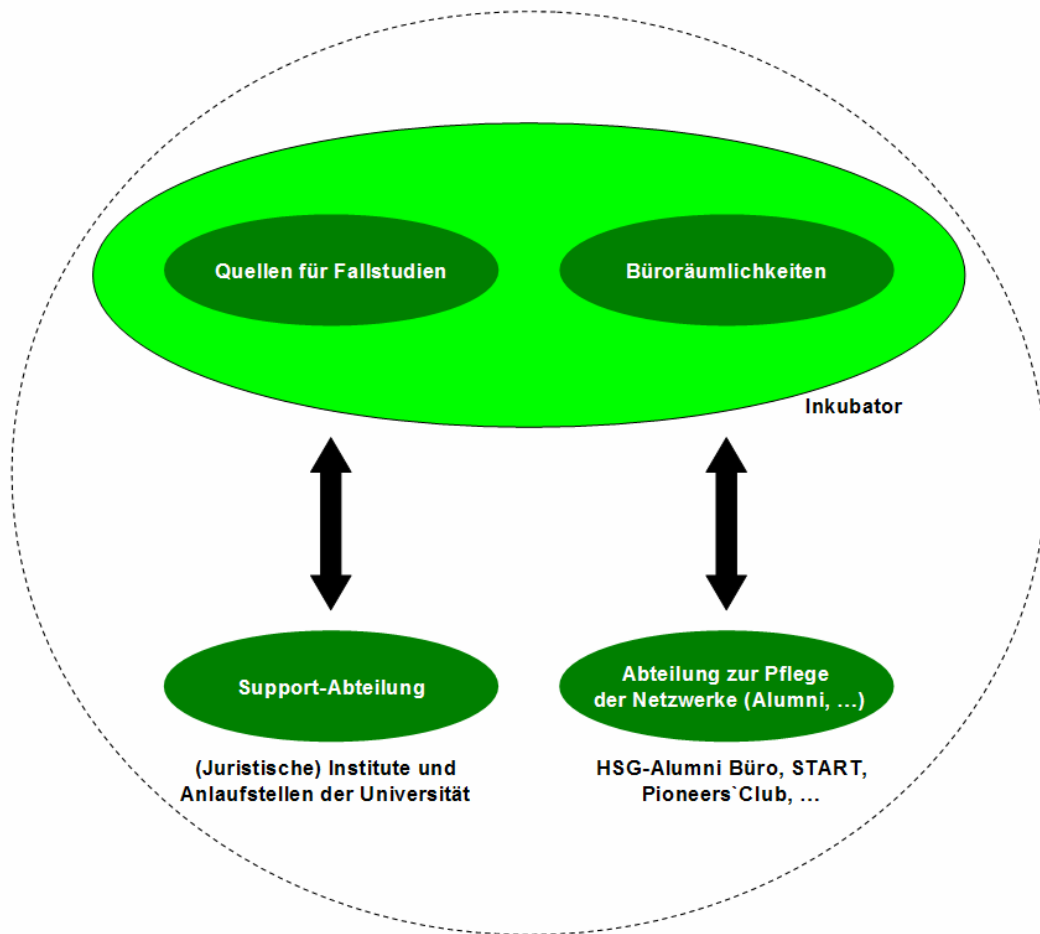 Quellen für Fallstudien
Büroräumlichkeiten
Inkubator
Support-Abteilung
Abteilung zur Pflege
der Netzwerke (Alumni, …)
(Juristische) Institute und
Anlaufstellen der Universität
HSG-Alumni Büro, START,
Pioneers`Club, …